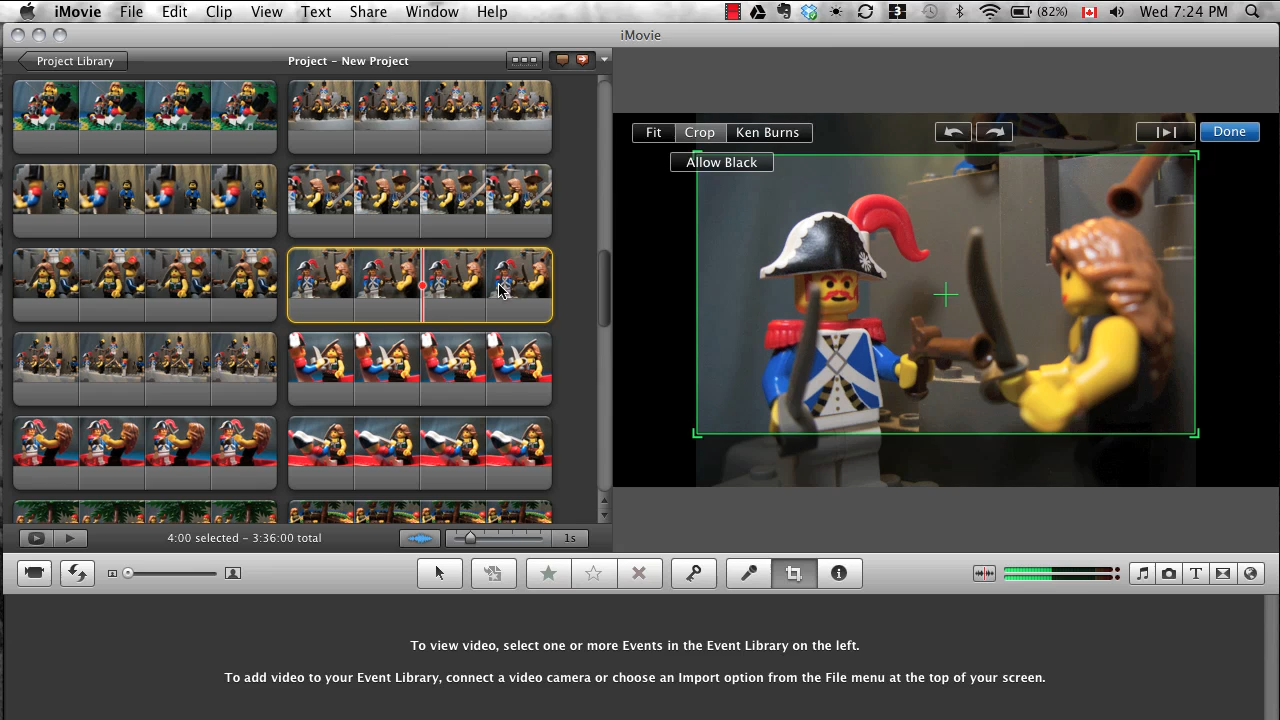 iMovie File Edit Clip View Text Share Window Help 3 (82%) Wed 7:24 PM
iMovie
Project Library Project - New Project
Fit Crop Ken Burns Done
Allow Black
4:00 selected - 3:36:00 total 1s
To view video, select one or more Events in the Event Library on the left.
To add video to your Event Library, connect a video camera or choose an Import option from the File menu at the top of your screen.